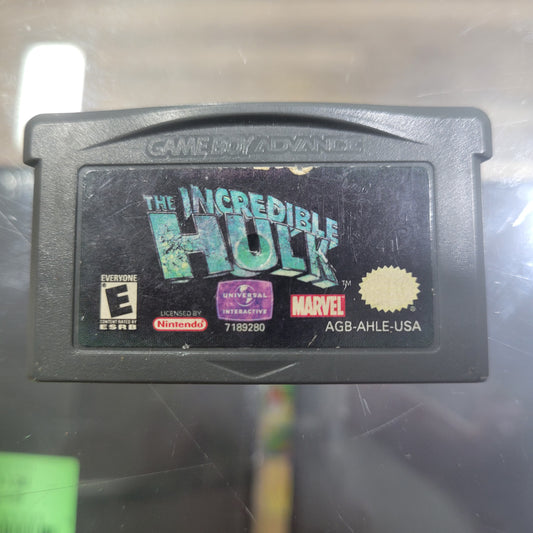 GAME BOY ADVANCE
THE INCREDIBLE
HULK
TM
EVERYONE
E
CONTENT RATED BY
ESRB
LICENSED BY
Nintendo
UNIVERSAL
INTERACTIVE
7189280
MARVEL
AGB-AHLE-USA